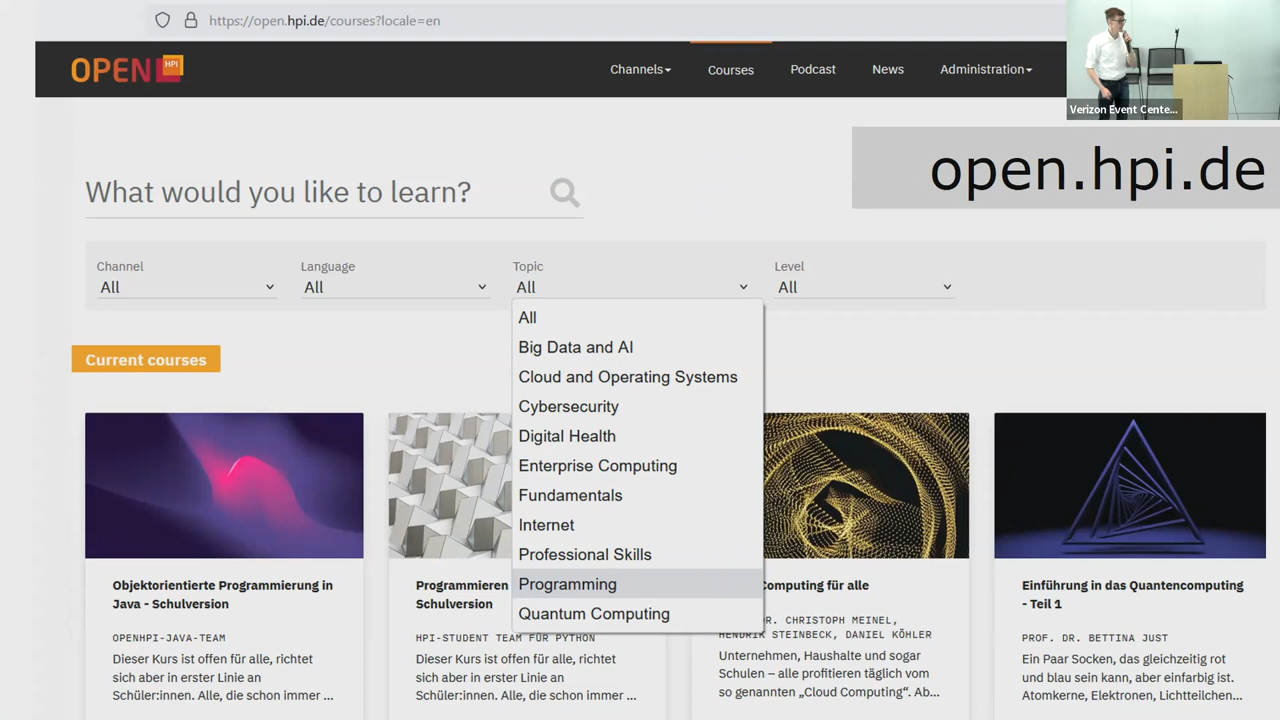 https://open.hpi.de/courses?locale=en
OPEN HPI
Channels
Courses
Podcast
News
Administration
Verizon Event Cente...
open.hpi.de
What would you like to learn?
Channel
Language
Topic
Level
All
All
All
All
All
Big Data and AI
Cloud and Operating Systems
Cybersecurity
Digital Health
Enterprise Computing
Fundamentals
Internet
Professional Skills
Programming
Quantum Computing
Current courses
Objektorientierte Programmierung in
Java - Schulversion
OPENHPI-JAVA-TEAM
Dieser Kurs ist offen für alle, richtet
sich aber in erster Linie an
Schüler:innen. Alle, die schon immer ...
Programmieren
Schulversion
HPI-STUDENT TEAM FÜR PYTHON
Dieser Kurs ist offen für alle, richtet
sich aber in erster Linie an
Schüler:innen. Alle, die schon immer ...
Computing für alle
DR. CHRISTOPH MEINEL,
HENDRIK STEINBECK, DANIEL KÖHLER
Unternehmen, Haushalte und sogar
Schulen – alle profitieren täglich vom
so genannten „Cloud Computing“. Ab...
Einführung in das Quantencomputing
- Teil 1
PROF. DR. BETTINA JUST
Ein Paar Socken, das gleichzeitig rot
und blau sein kann, aber einfarbig ist.
Atomkerne, Elektronen, Lichtteilchen...